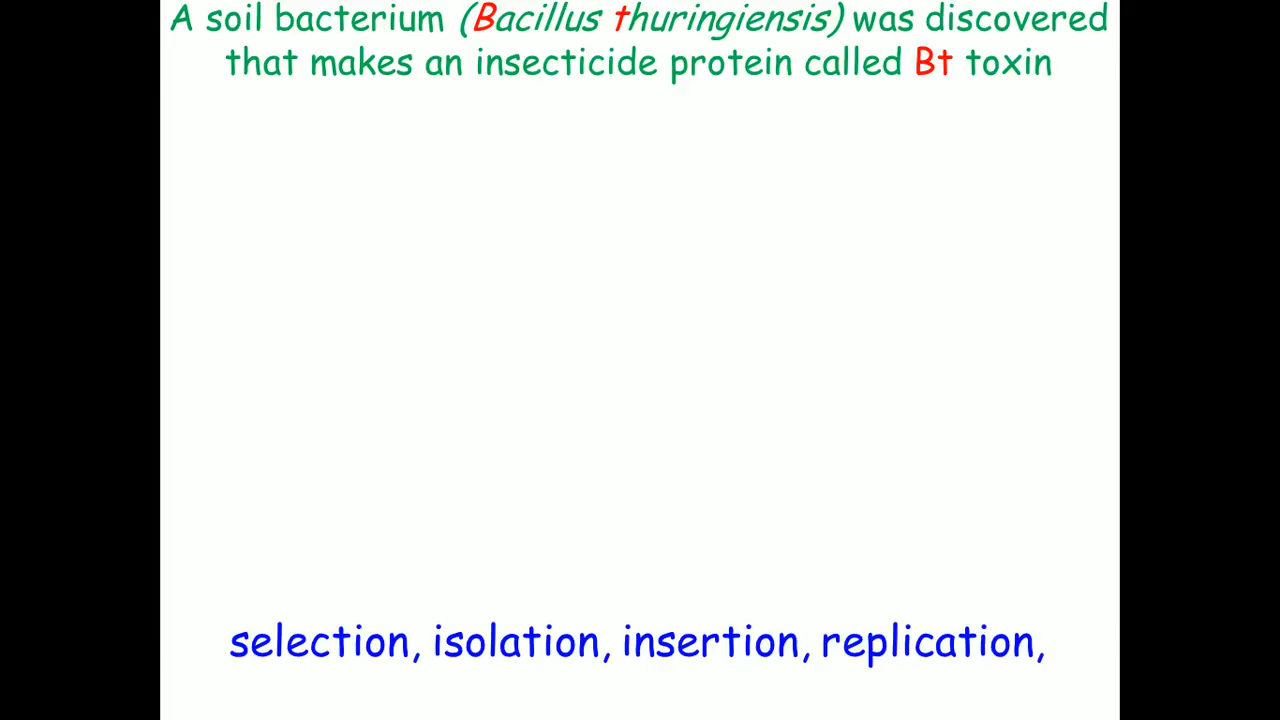 A soil bacterium (Bacillus thuringiensis) was discovered
that makes an insecticide protein called Bt toxin
selection, isolation, insertion, replication,